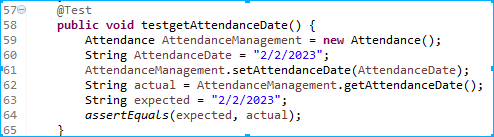 57 @Test
58 public void testgetAttendanceDate() {
59 Attendance AttendanceManagement = new Attendance();
60 String AttendanceDate = "2/2/2023";
61 AttendanceManagement.setAttendanceDate(AttendanceDate);
62 String actual = AttendanceManagement.getAttendanceDate();
63 String expected = "2/2/2023";
64 assertEquals(expected, actual);
65 }